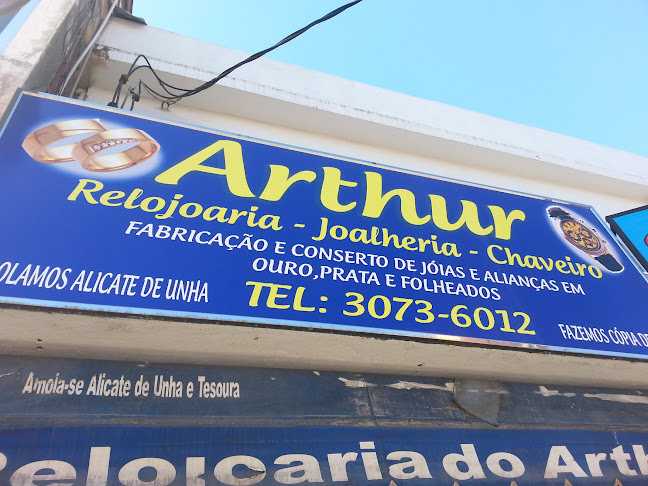 Arthur
Relojoaria - Joalheria - Chaveiro
FABRICAÇÃO E CONSERTO DE JÓIAS E ALIANÇAS EM
OURO,PRATA E FOLHEADOS
OLAMOS ALICATE DE UNHA
TEL: 3073-6012
FAZEMOS CÓPIA DE
Amola-se Alicate de Unha e Tesoura
Relojoaria do Arth